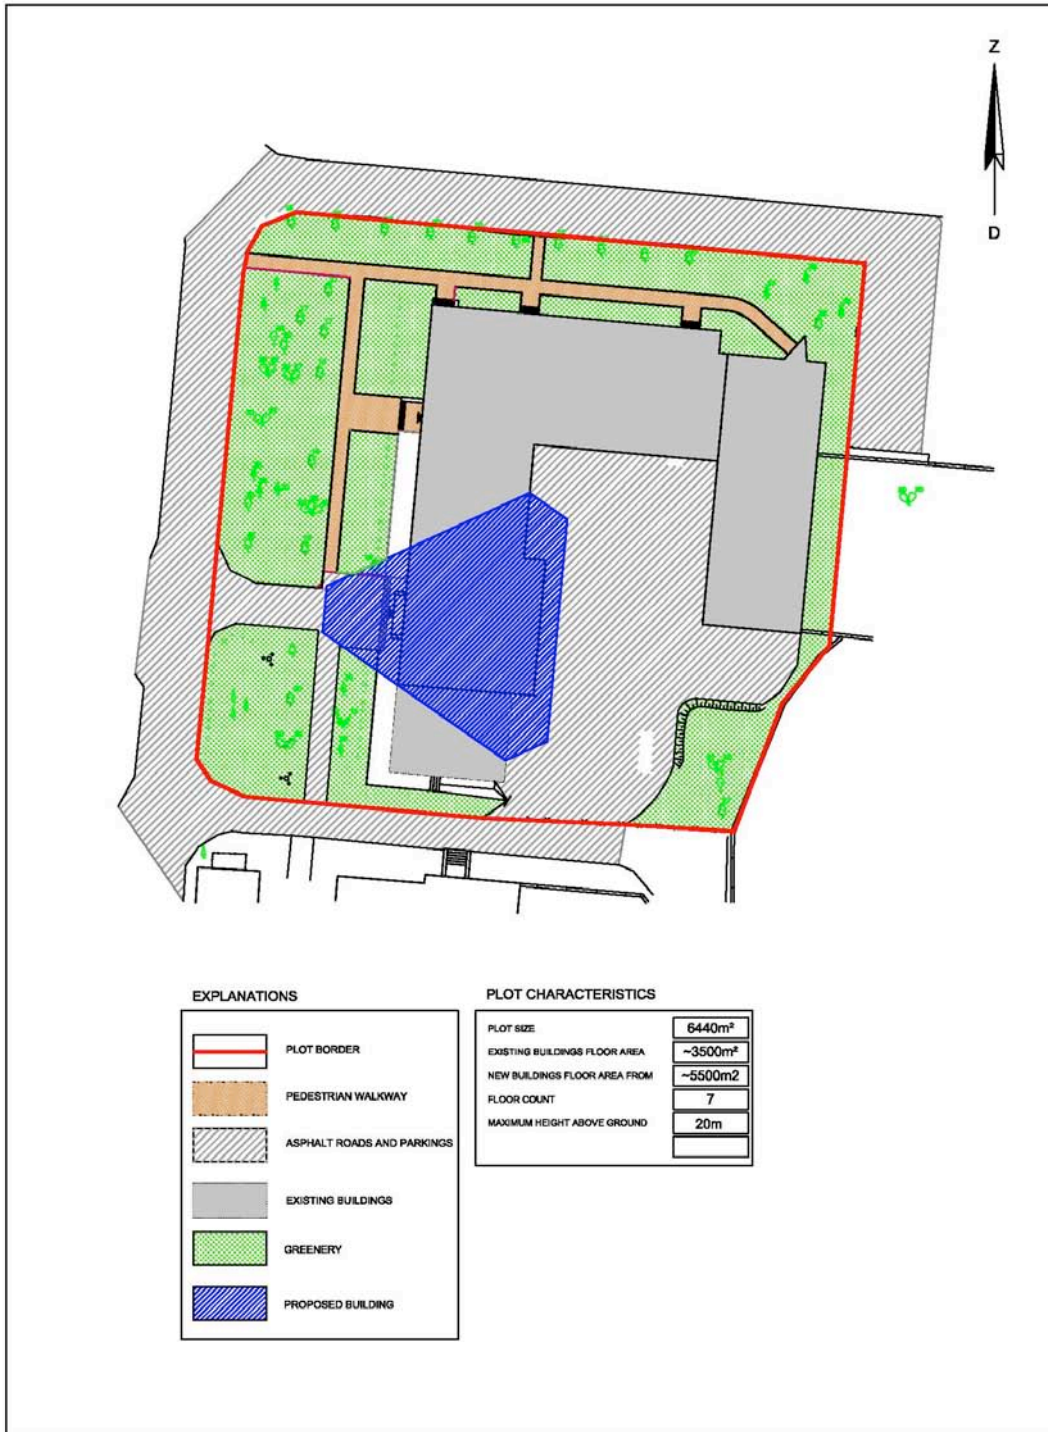 Z
D
EXPLANATIONS
PLOT BORDER
PEDESTRIAN WALKWAY
ASPHALT ROADS AND PARKINGS
EXISTING BUILDINGS
GREENERY
PROPOSED BUILDING
PLOT CHARACTERISTICS
PLOT SIZE 6440m²
EXISTING BUILDINGS FLOOR AREA ~3500m²
NEW BUILDINGS FLOOR AREA FROM ~5500m2
FLOOR COUNT 7
MAXIMUM HEIGHT ABOVE GROUND 20m